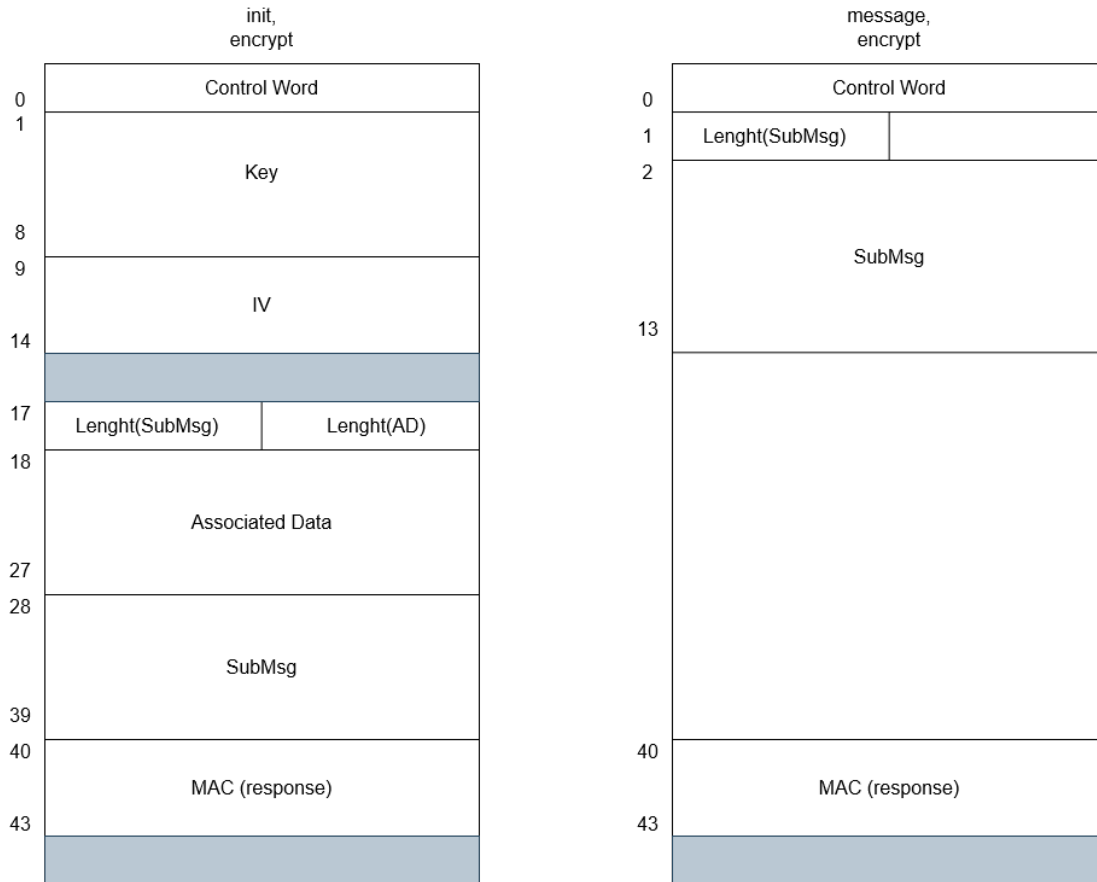 init,
encrypt
Control Word
0
1
Key
8
9
IV
14
17
Lenght(SubMsg) Lenght(AD)
18
Associated Data
27
28
SubMsg
39
40
MAC (response)
43
message,
encrypt
Control Word
0
1
Lenght(SubMsg)
2
SubMsg
13
40
MAC (response)
43